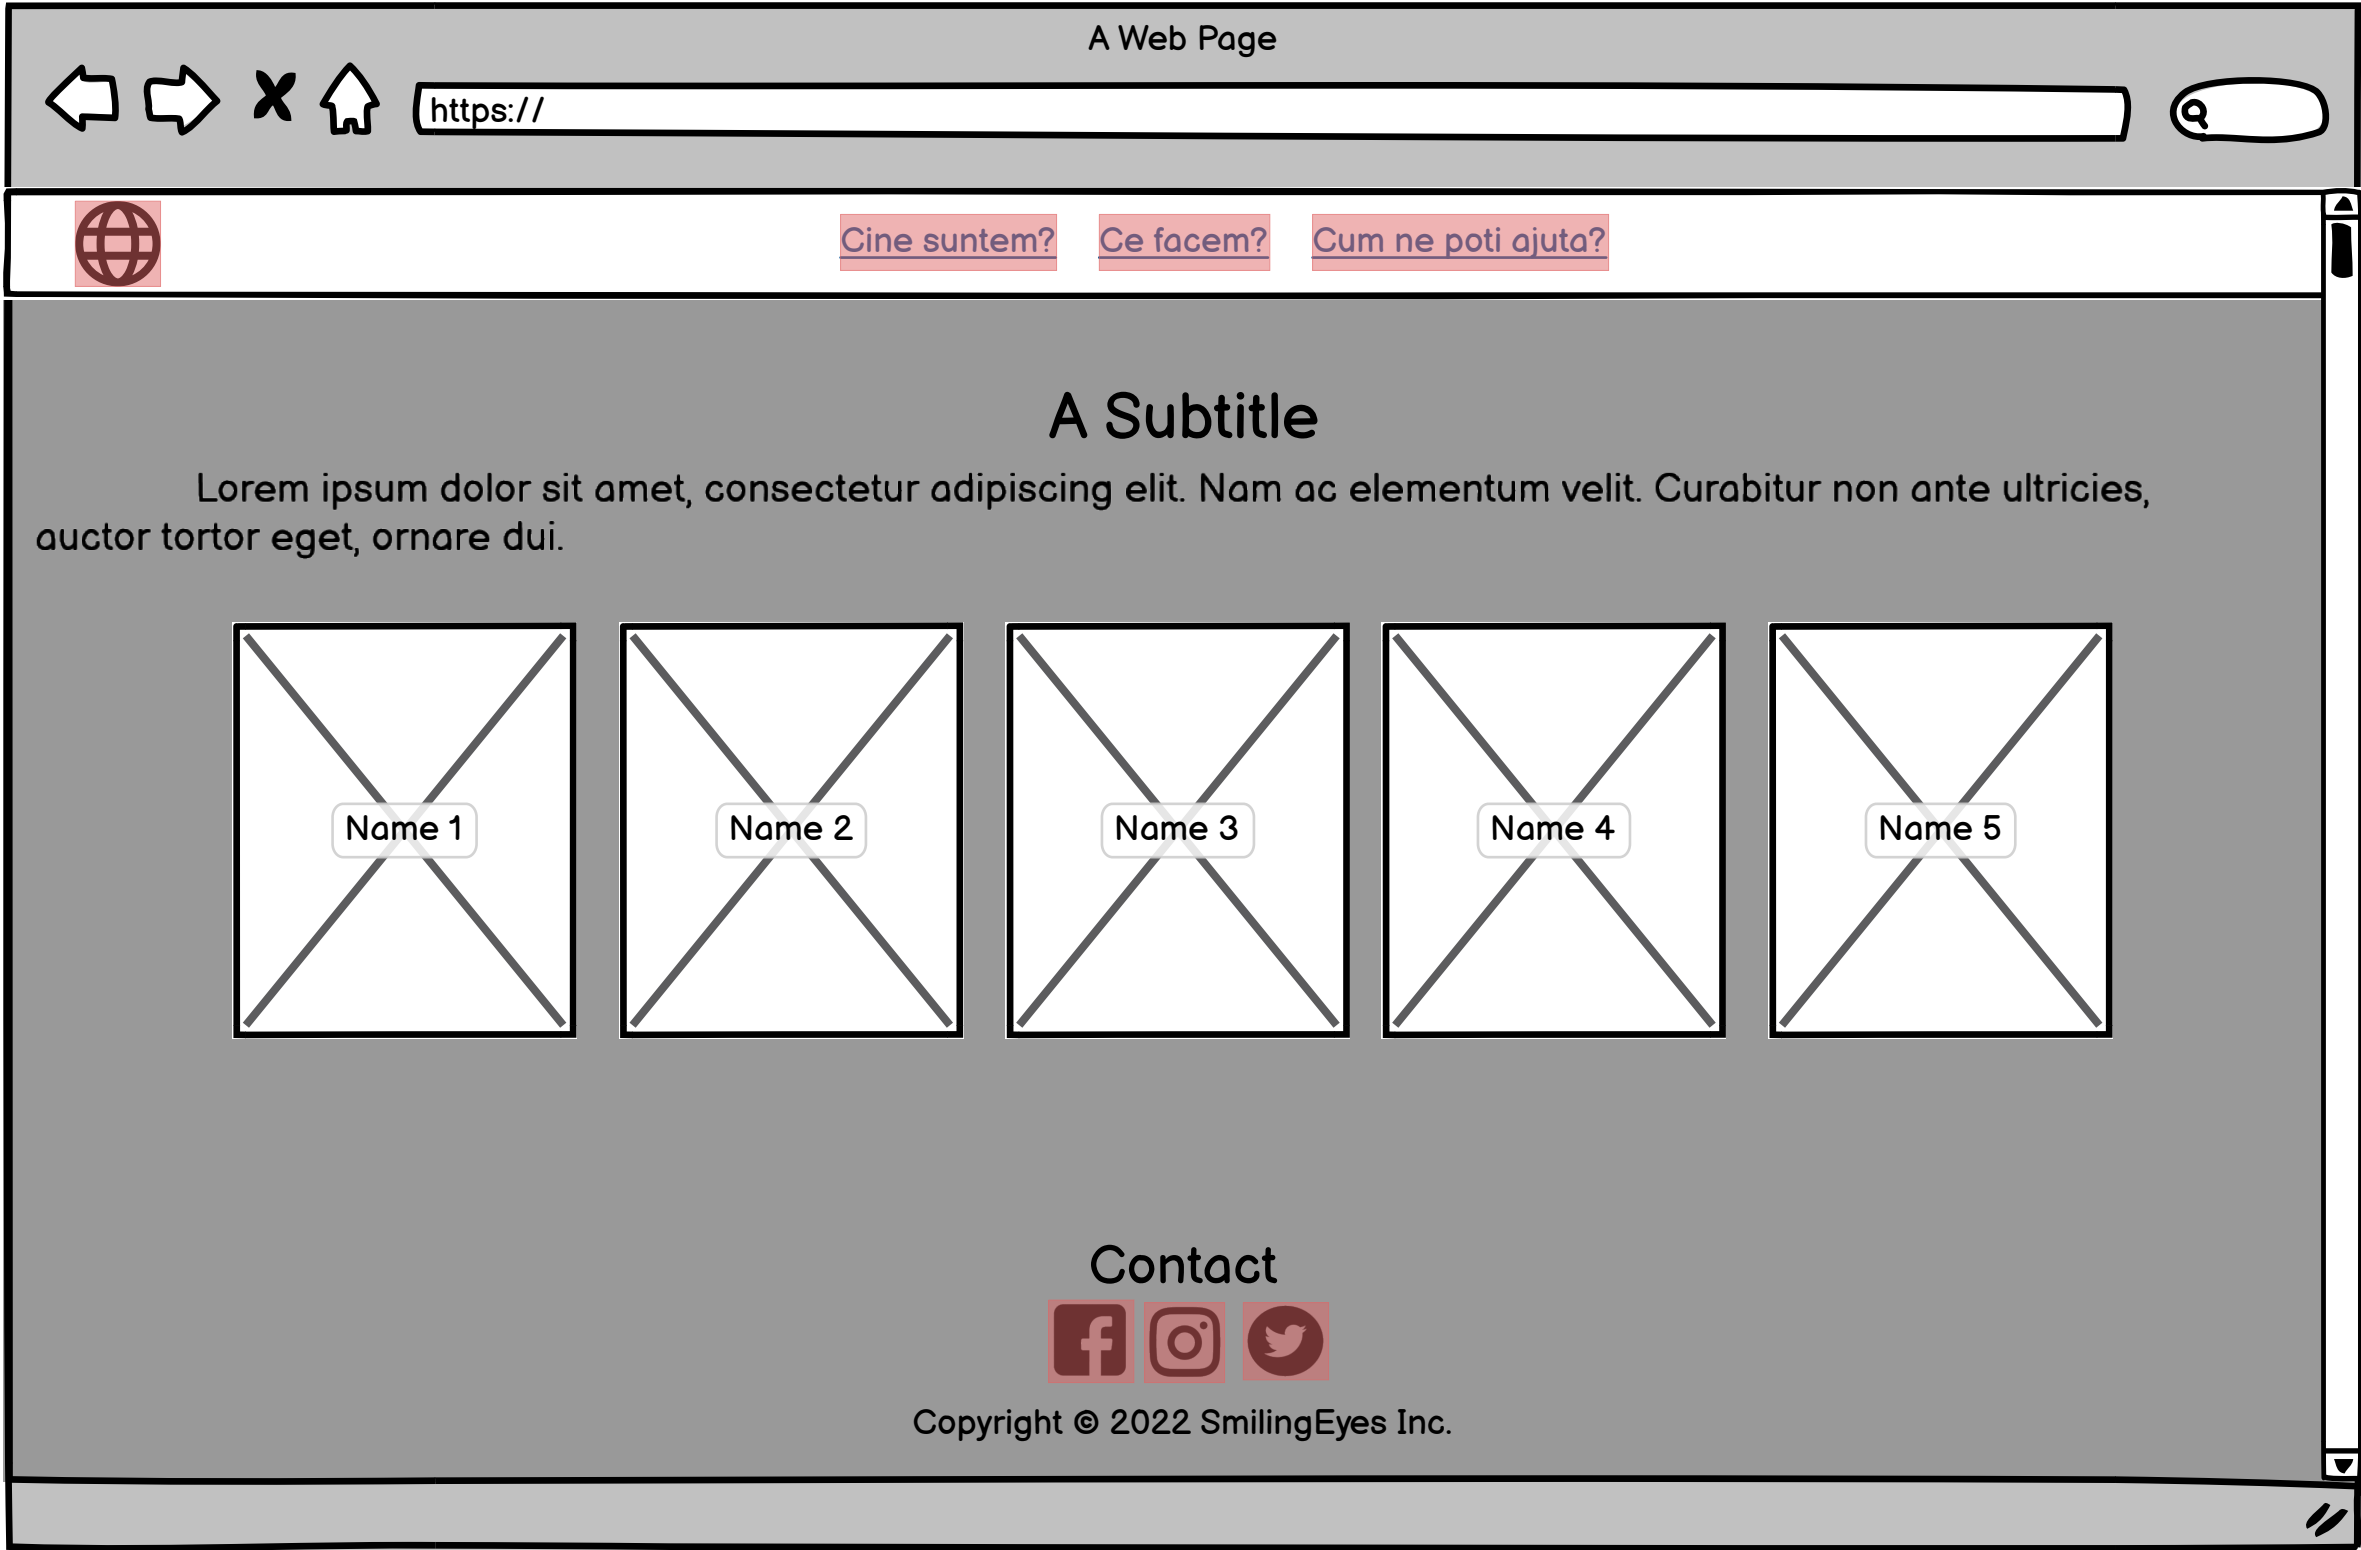 A Web Page
https://
Cine suntem? Ce facem? Cum ne poti ajuta?
A Subtitle
Lorem ipsum dolor sit amet, consectetur adipiscing elit. Nam ac elementum velit. Curabitur non ante ultricies,
auctor tortor eget, ornare dui.
Name 1 Name 2 Name 3 Name 4 Name 5
Contact
Copyright © 2022 SmilingEyes Inc.